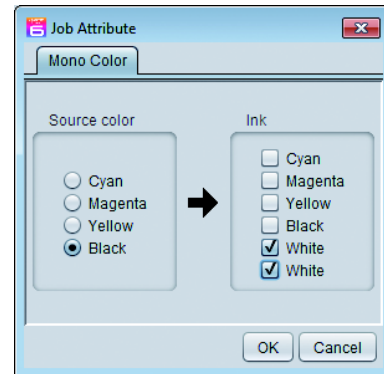 Job Attribute
Mono Color
Source color
Cyan
Magenta
Yellow
Black
Ink
Cyan
Magenta
Yellow
Black
White
White
OK
Cancel